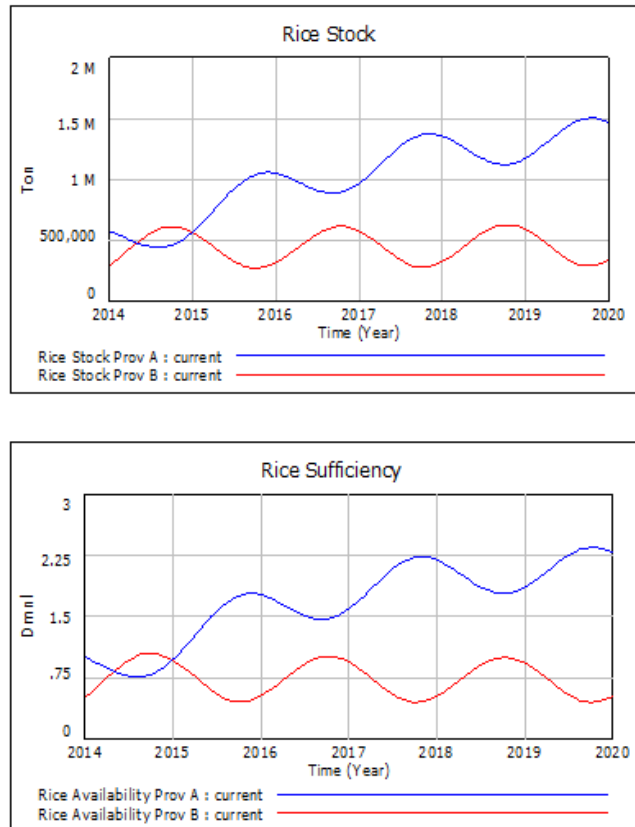 Rice Stock
2 M
1.5 M
1 M
500,000
0
Ton
2014 2015 2016 2017 2018 2019 2020
Time (Year)
Rice Stock Prov A : current
Rice Stock Prov B : current
Rice Sufficiency
3
2.25
1.5
.75
0
Dmnl
2014 2015 2016 2017 2018 2019 2020
Time (Year)
Rice Availability Prov A : current
Rice Availability Prov B : current